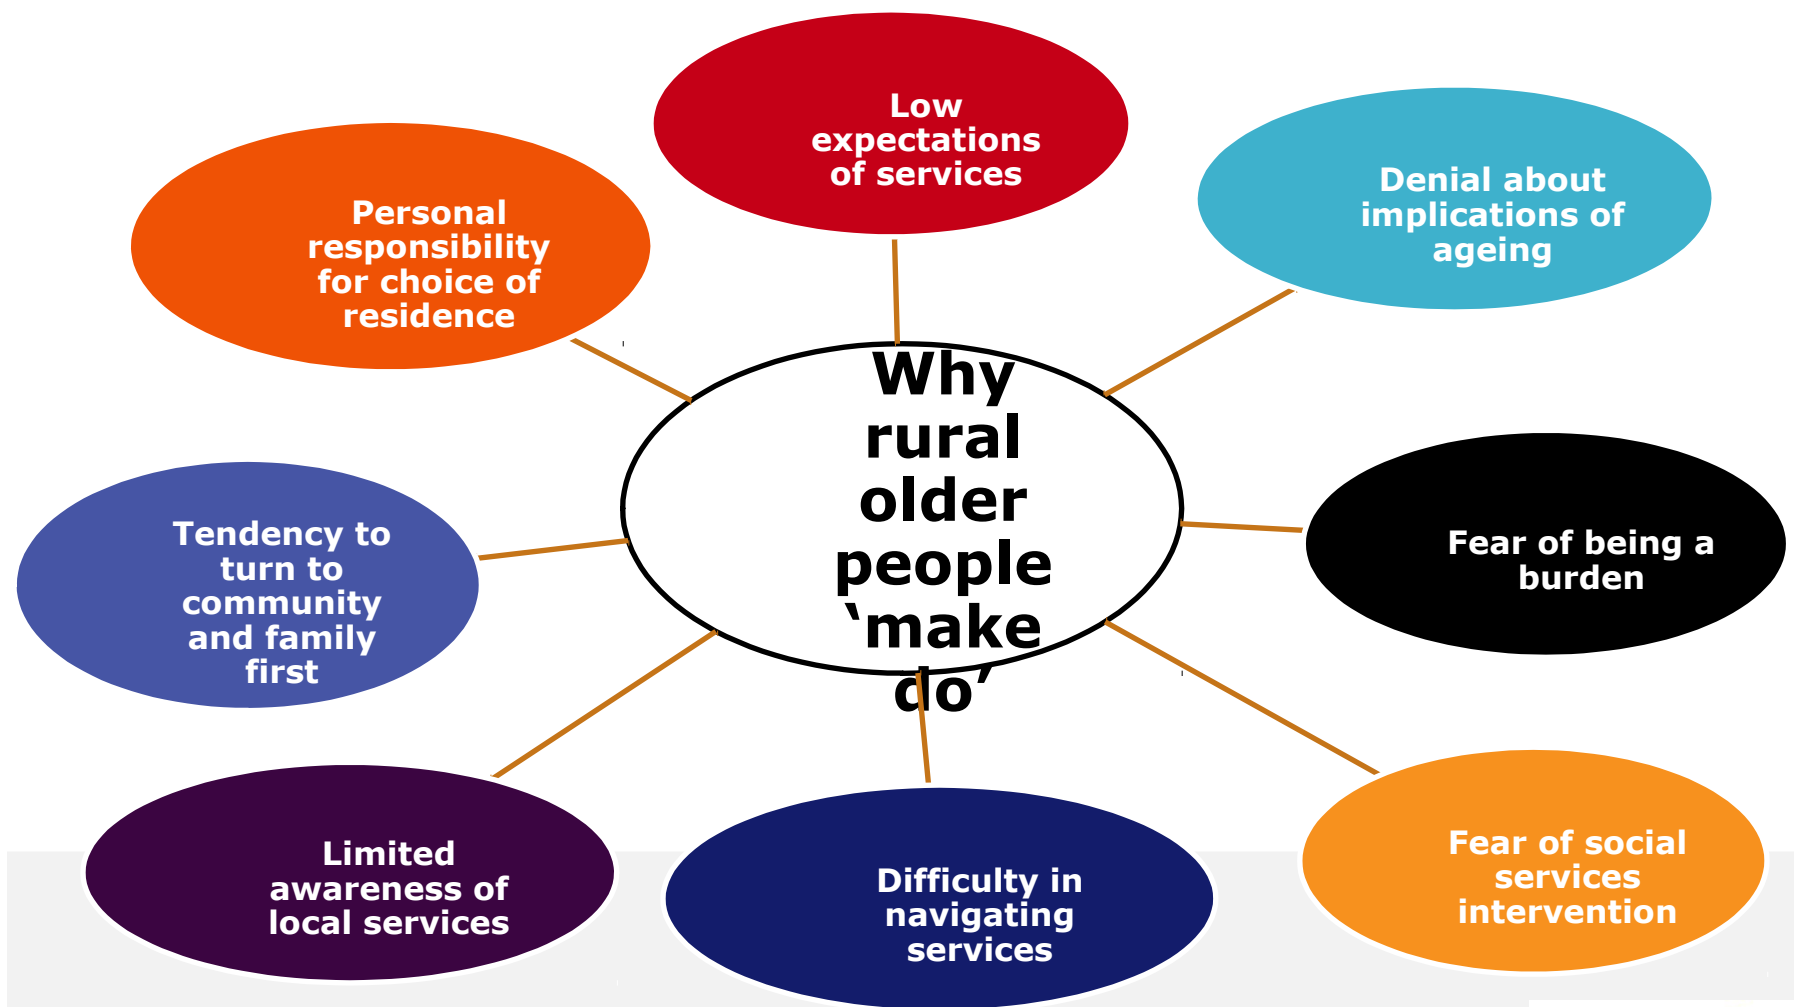 Low
expectations
of services
Denial about
implications of
ageing
Personal
responsibility
for choice of
residence
Why
rural
older
people
‘make
do’
Tendency to
turn to
community
and family
first
Fear of being a
burden
Limited
awareness of
local services
Difficulty in
navigating
services
Fear of social
services
intervention